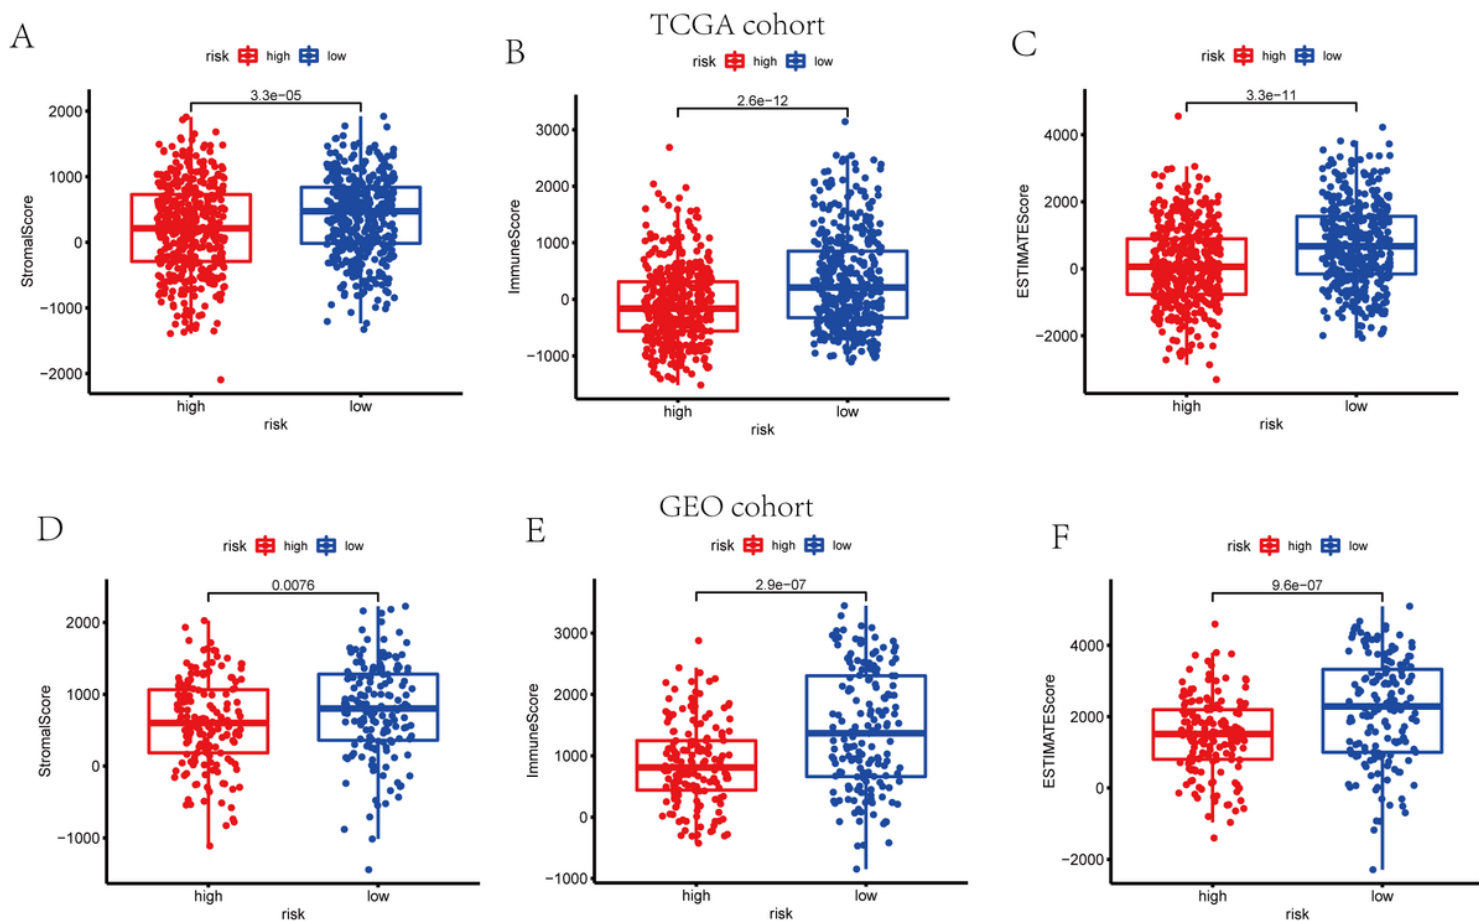 TCGA cohort
A
risk high low
3.3e−05
StromalScore
2000
1000
0
−1000
−2000
high low
risk
B
risk high low
2.6e−12
ImmuneScore
3000
2000
1000
0
−1000
high low
risk
C
risk high low
3.3e−11
ESTIMATEScore
4000
2000
0
−2000
high low
risk
GEO cohort
D
risk high low
0.0076
StromalScore
2000
1000
0
−1000
high low
risk
E
risk high low
2.9e−07
ImmuneScore
3000
2000
1000
0
−1000
high low
risk
F
risk high low
9.6e−07
ESTIMATEScore
4000
2000
0
−2000
high low
risk